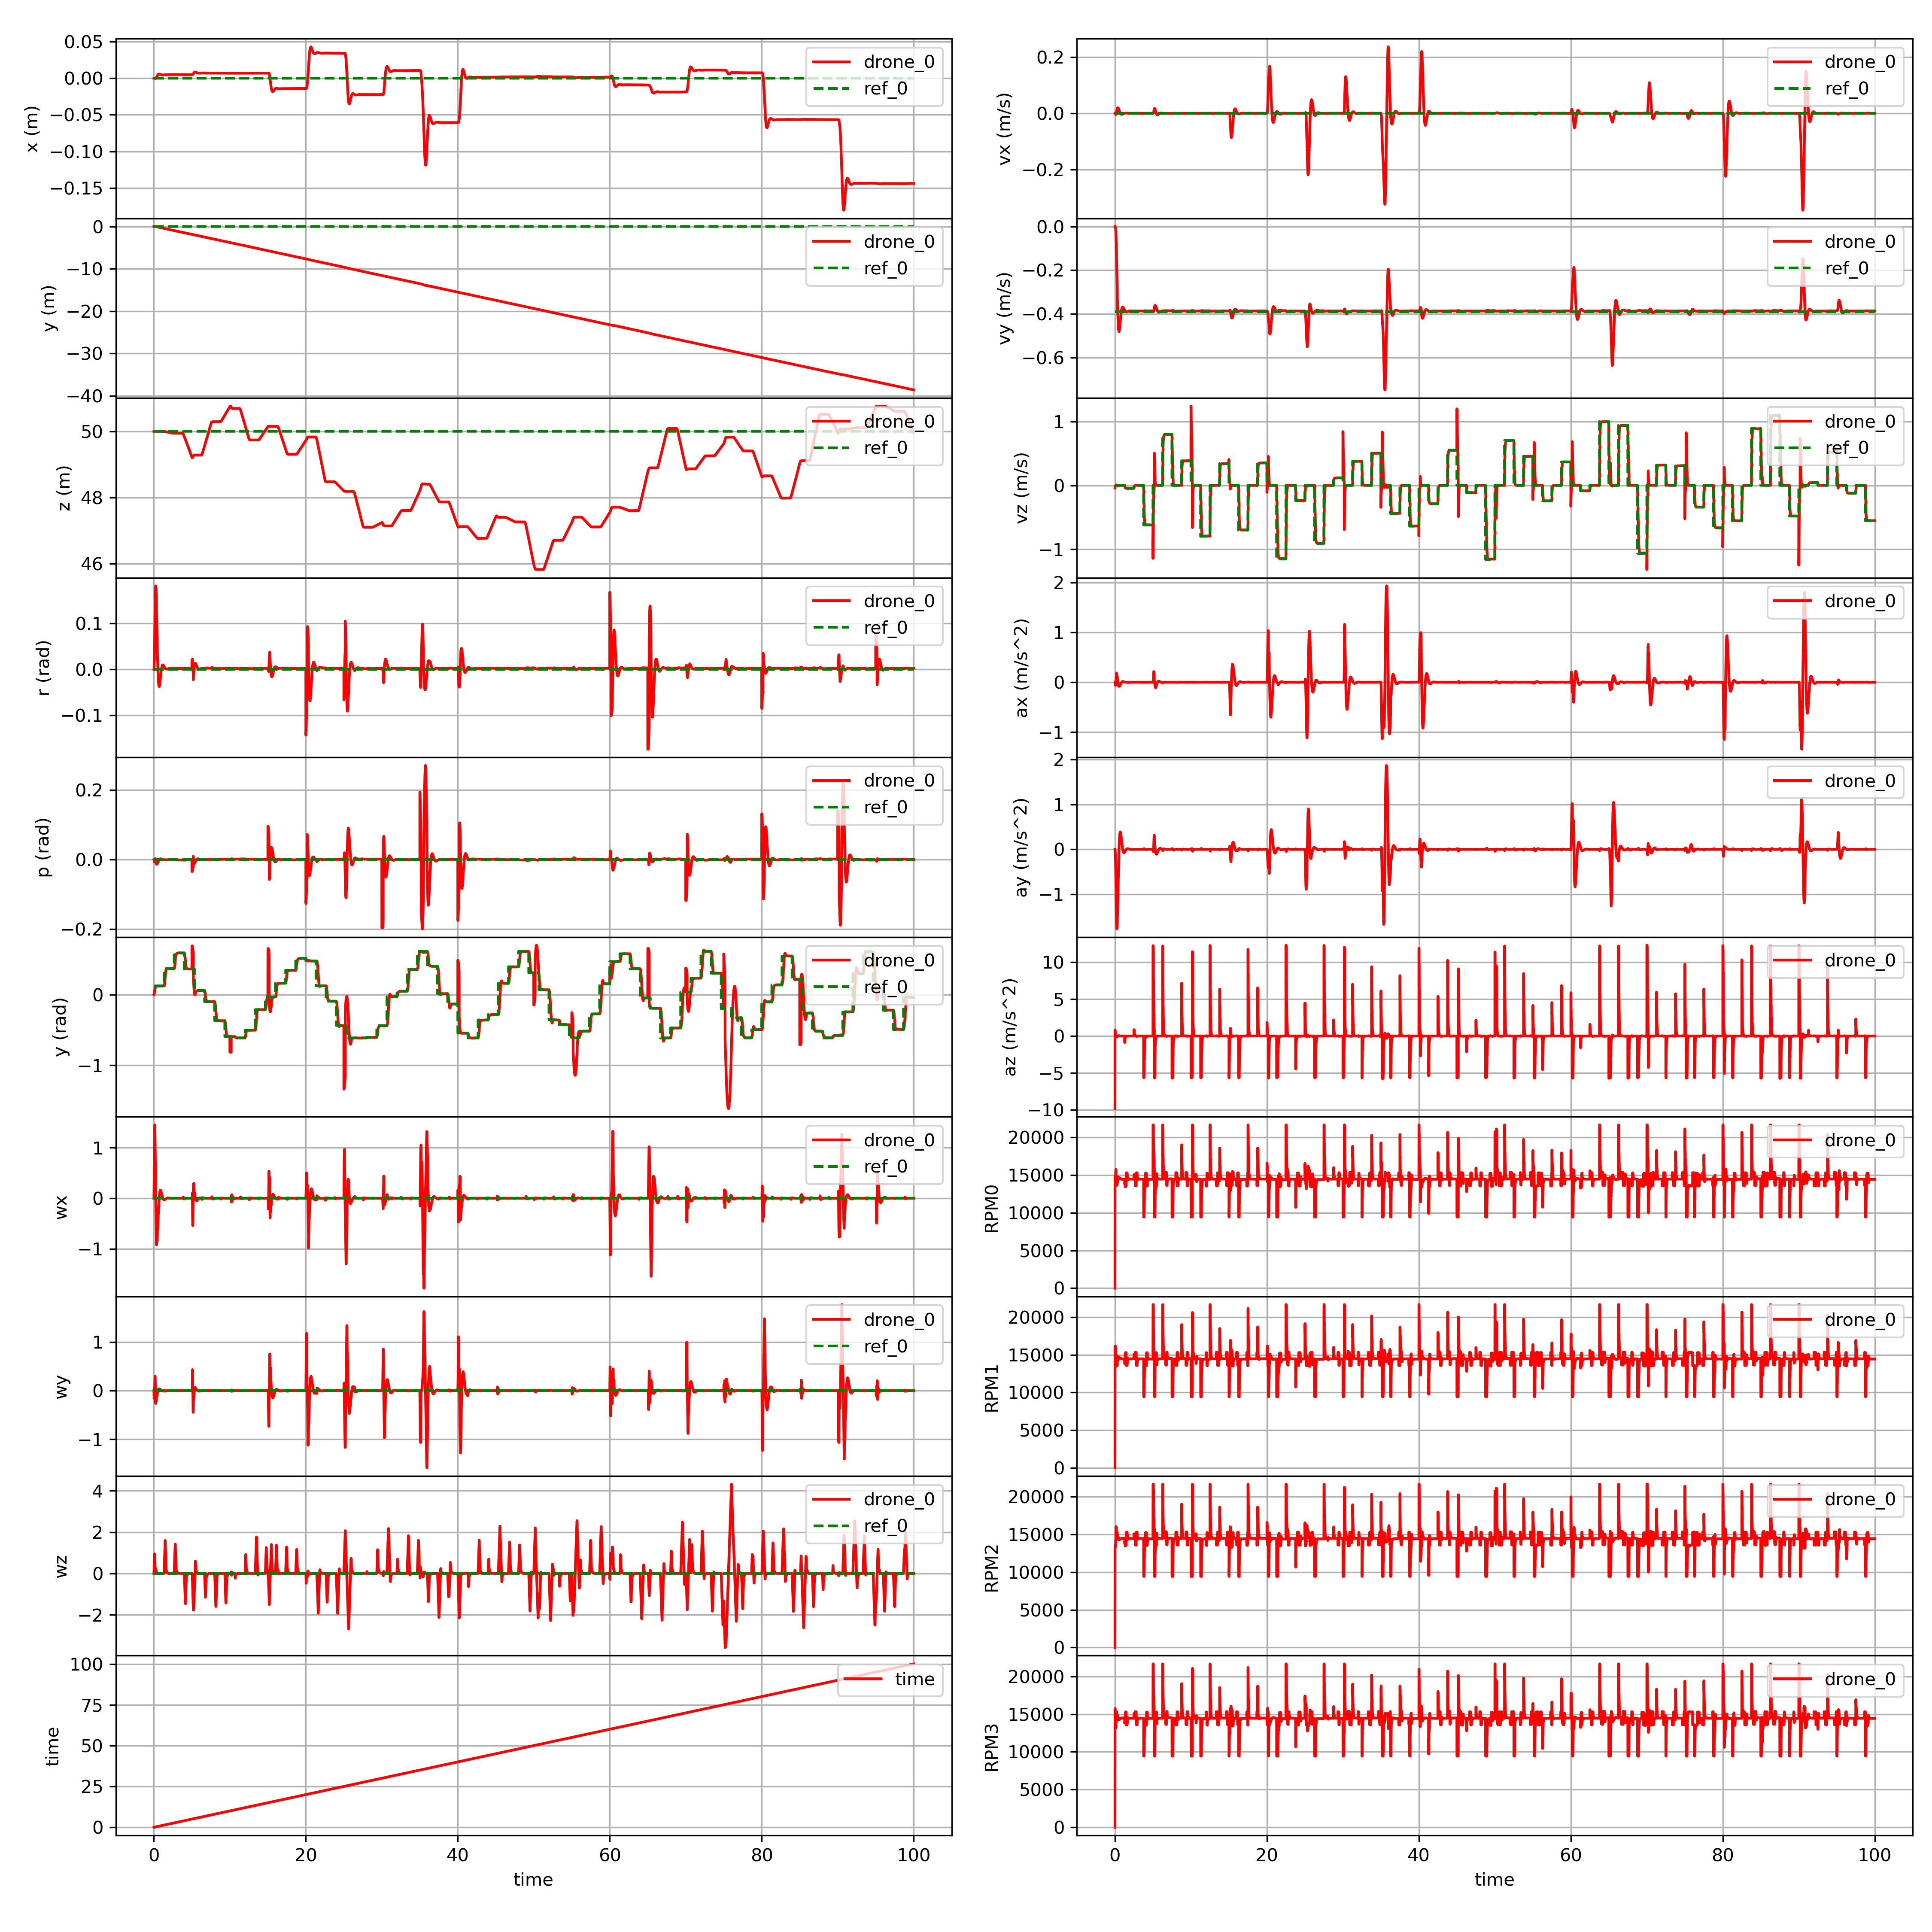 0.05
0.00
−0.05
−0.10
−0.15
x (m)
drone_0
ref_0
0
−10
−20
−30
−40
y (m)
drone_0
ref_0
50
48
46
z (m)
drone_0
ref_0
0.1
0.0
−0.1
r (rad)
drone_0
ref_0
0.2
0.0
−0.2
p (rad)
drone_0
ref_0
0
−1
y (rad)
drone_0
ref_0
1
0
−1
wx
drone_0
ref_0
1
0
−1
wy
drone_0
ref_0
4
2
0
−2
wz
drone_0
ref_0
100
75
50
25
0
time
time
0 20 40 60 80 100
time
0.2
0.0
−0.2
vx (m/s)
drone_0
ref_0
0.0
−0.2
−0.4
−0.6
vy (m/s)
drone_0
ref_0
1
0
−1
vz (m/s)
drone_0
ref_0
2
1
0
−1
ax (m/s^2)
drone_0
2
1
0
−1
ay (m/s^2)
drone_0
10
5
0
−5
−10
az (m/s^2)
drone_0
20000
15000
10000
5000
0
RPM0
drone_0
20000
15000
10000
5000
0
RPM1
drone_0
20000
15000
10000
5000
0
RPM2
drone_0
20000
15000
10000
5000
0
RPM3
drone_0
0 20 40 60 80 100
time